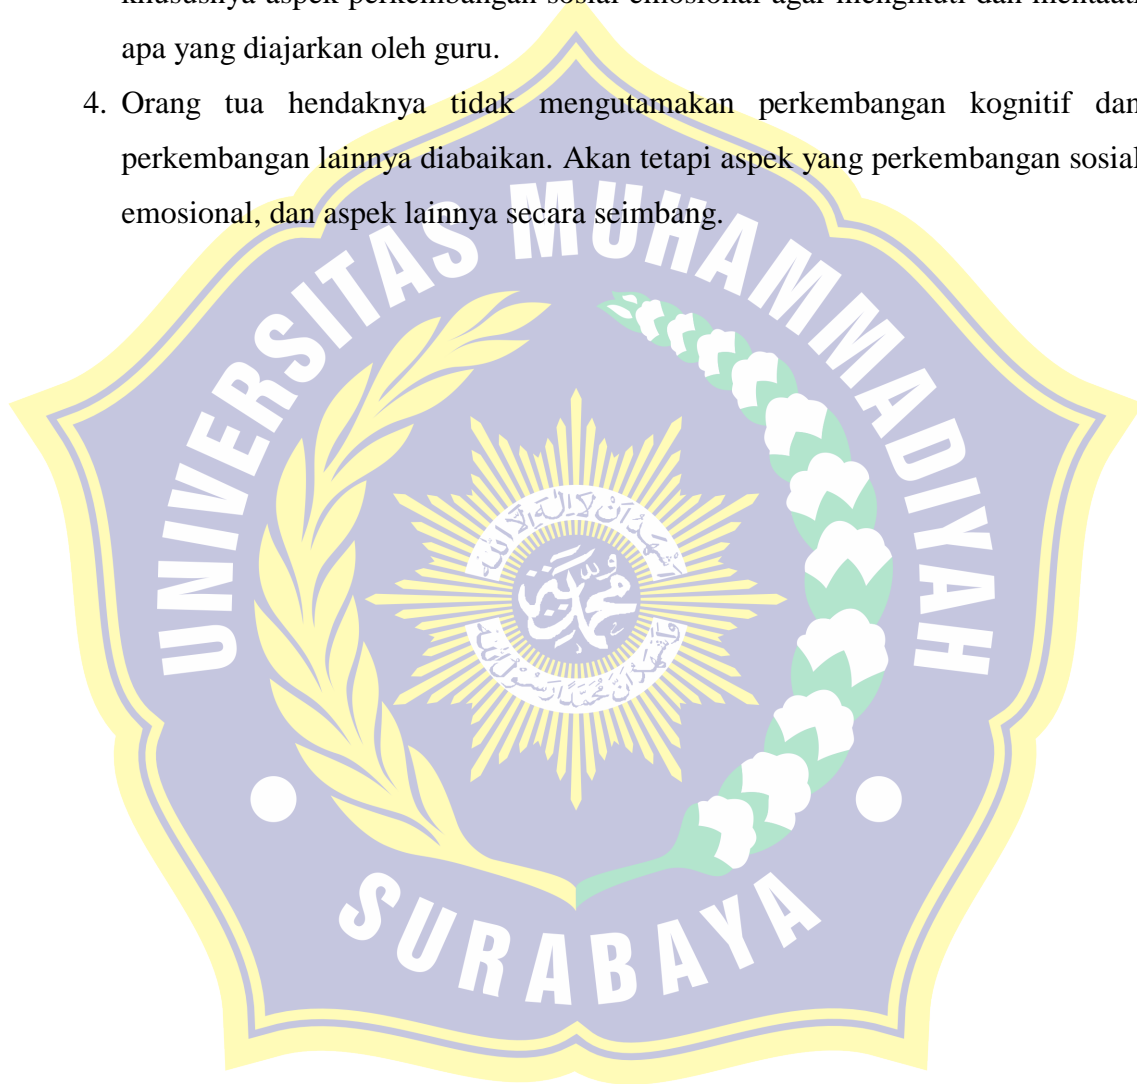 khususnya aspek perkembangan sosial emosional agar mengikuti dan mentaati
apa yang diajarkan oleh guru.
4. Orang tua hendaknya tidak mengutamakan perkembangan kognitif dan
perkembangan lainnya diabaikan. Akan tetapi aspek yang perkembangan sosial
emosional, dan aspek lainnya secara seimbang.
UNIVERSITAS MUHAMMADIYAH
اَشْهَدُ اَنْ لَا اِلٰهَ اِلَّا اللهُ
مُحَمَّد
وَاَشْهَدُ اَنَّ مُحَمَّدًا رَسُوْلُ اللهِ
SURABAYA